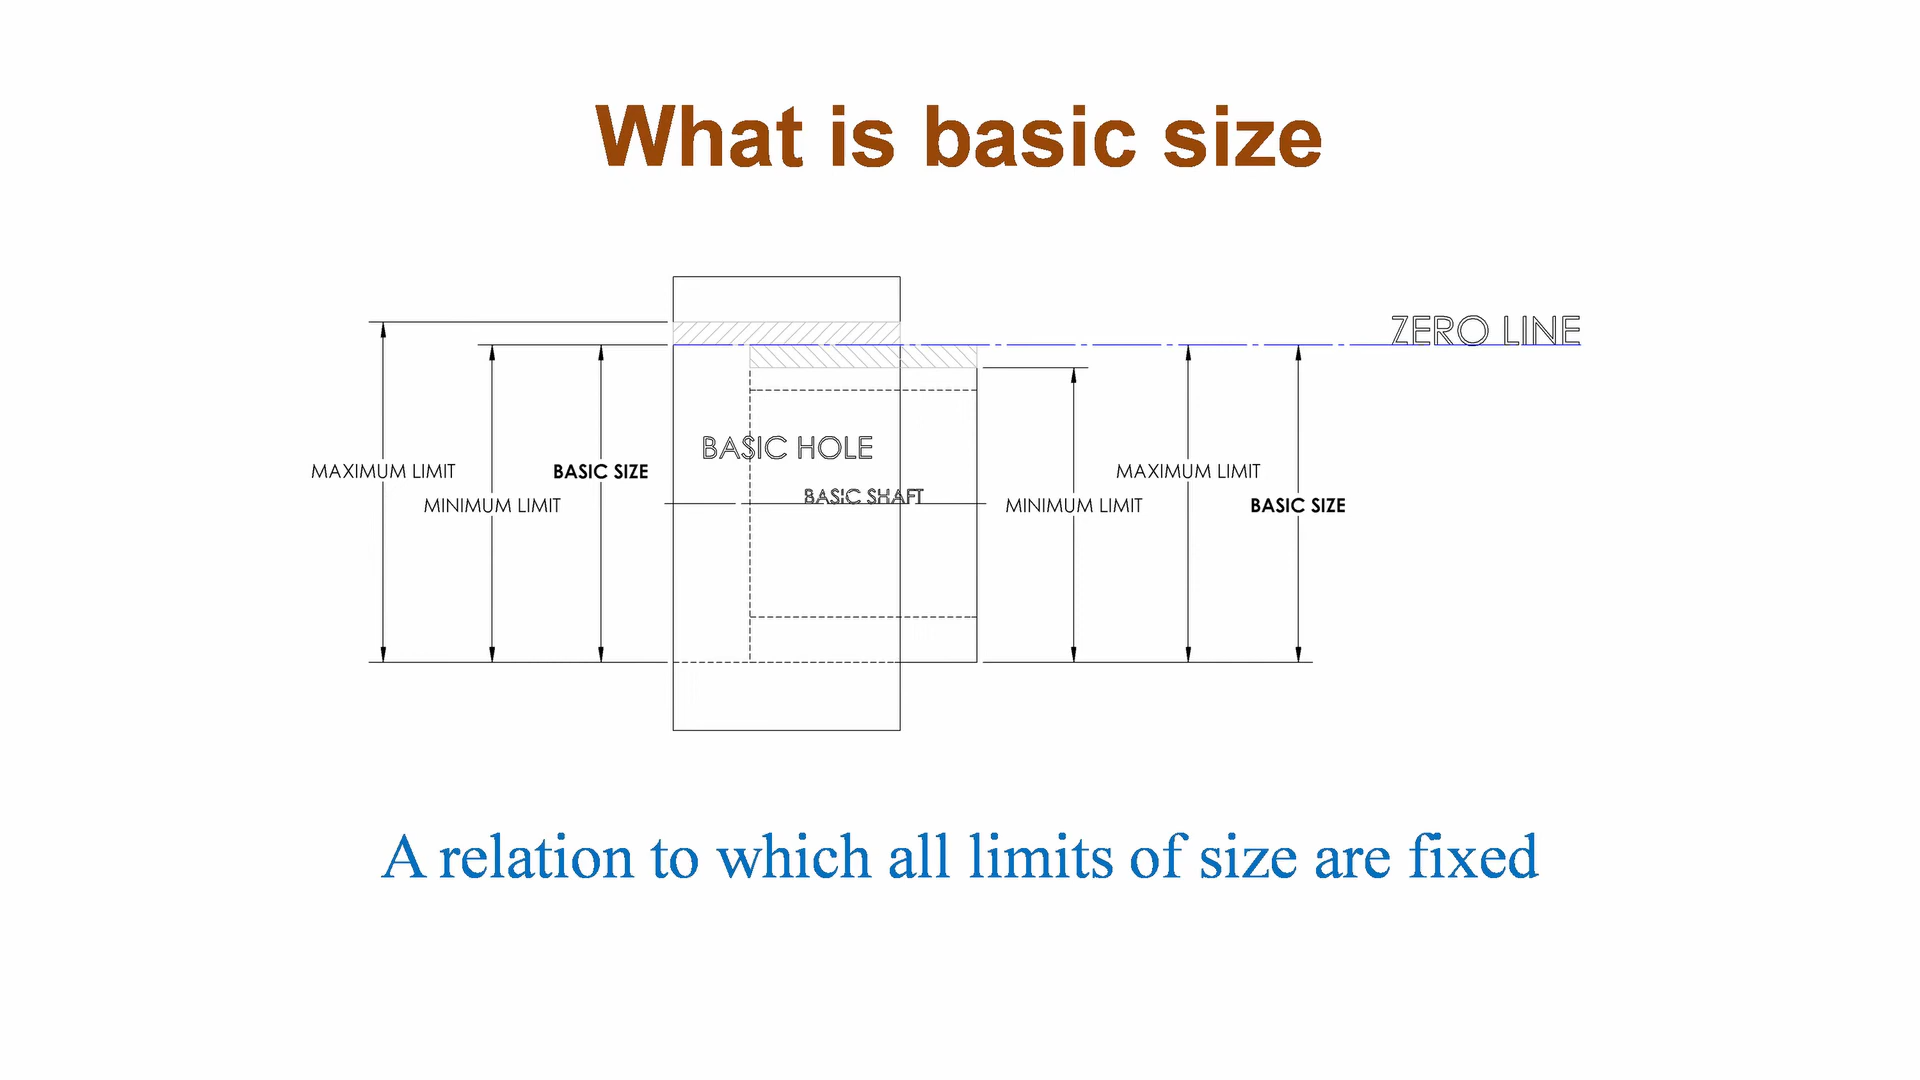 What is basic size
ZERO LINE
BASIC HOLE
MAXIMUM LIMIT
BASIC SIZE
MAXIMUM LIMIT
BASIC SHAFT
MINIMUM LIMIT
MINIMUM LIMIT
BASIC SIZE
A relation to which all limits of size are fixed